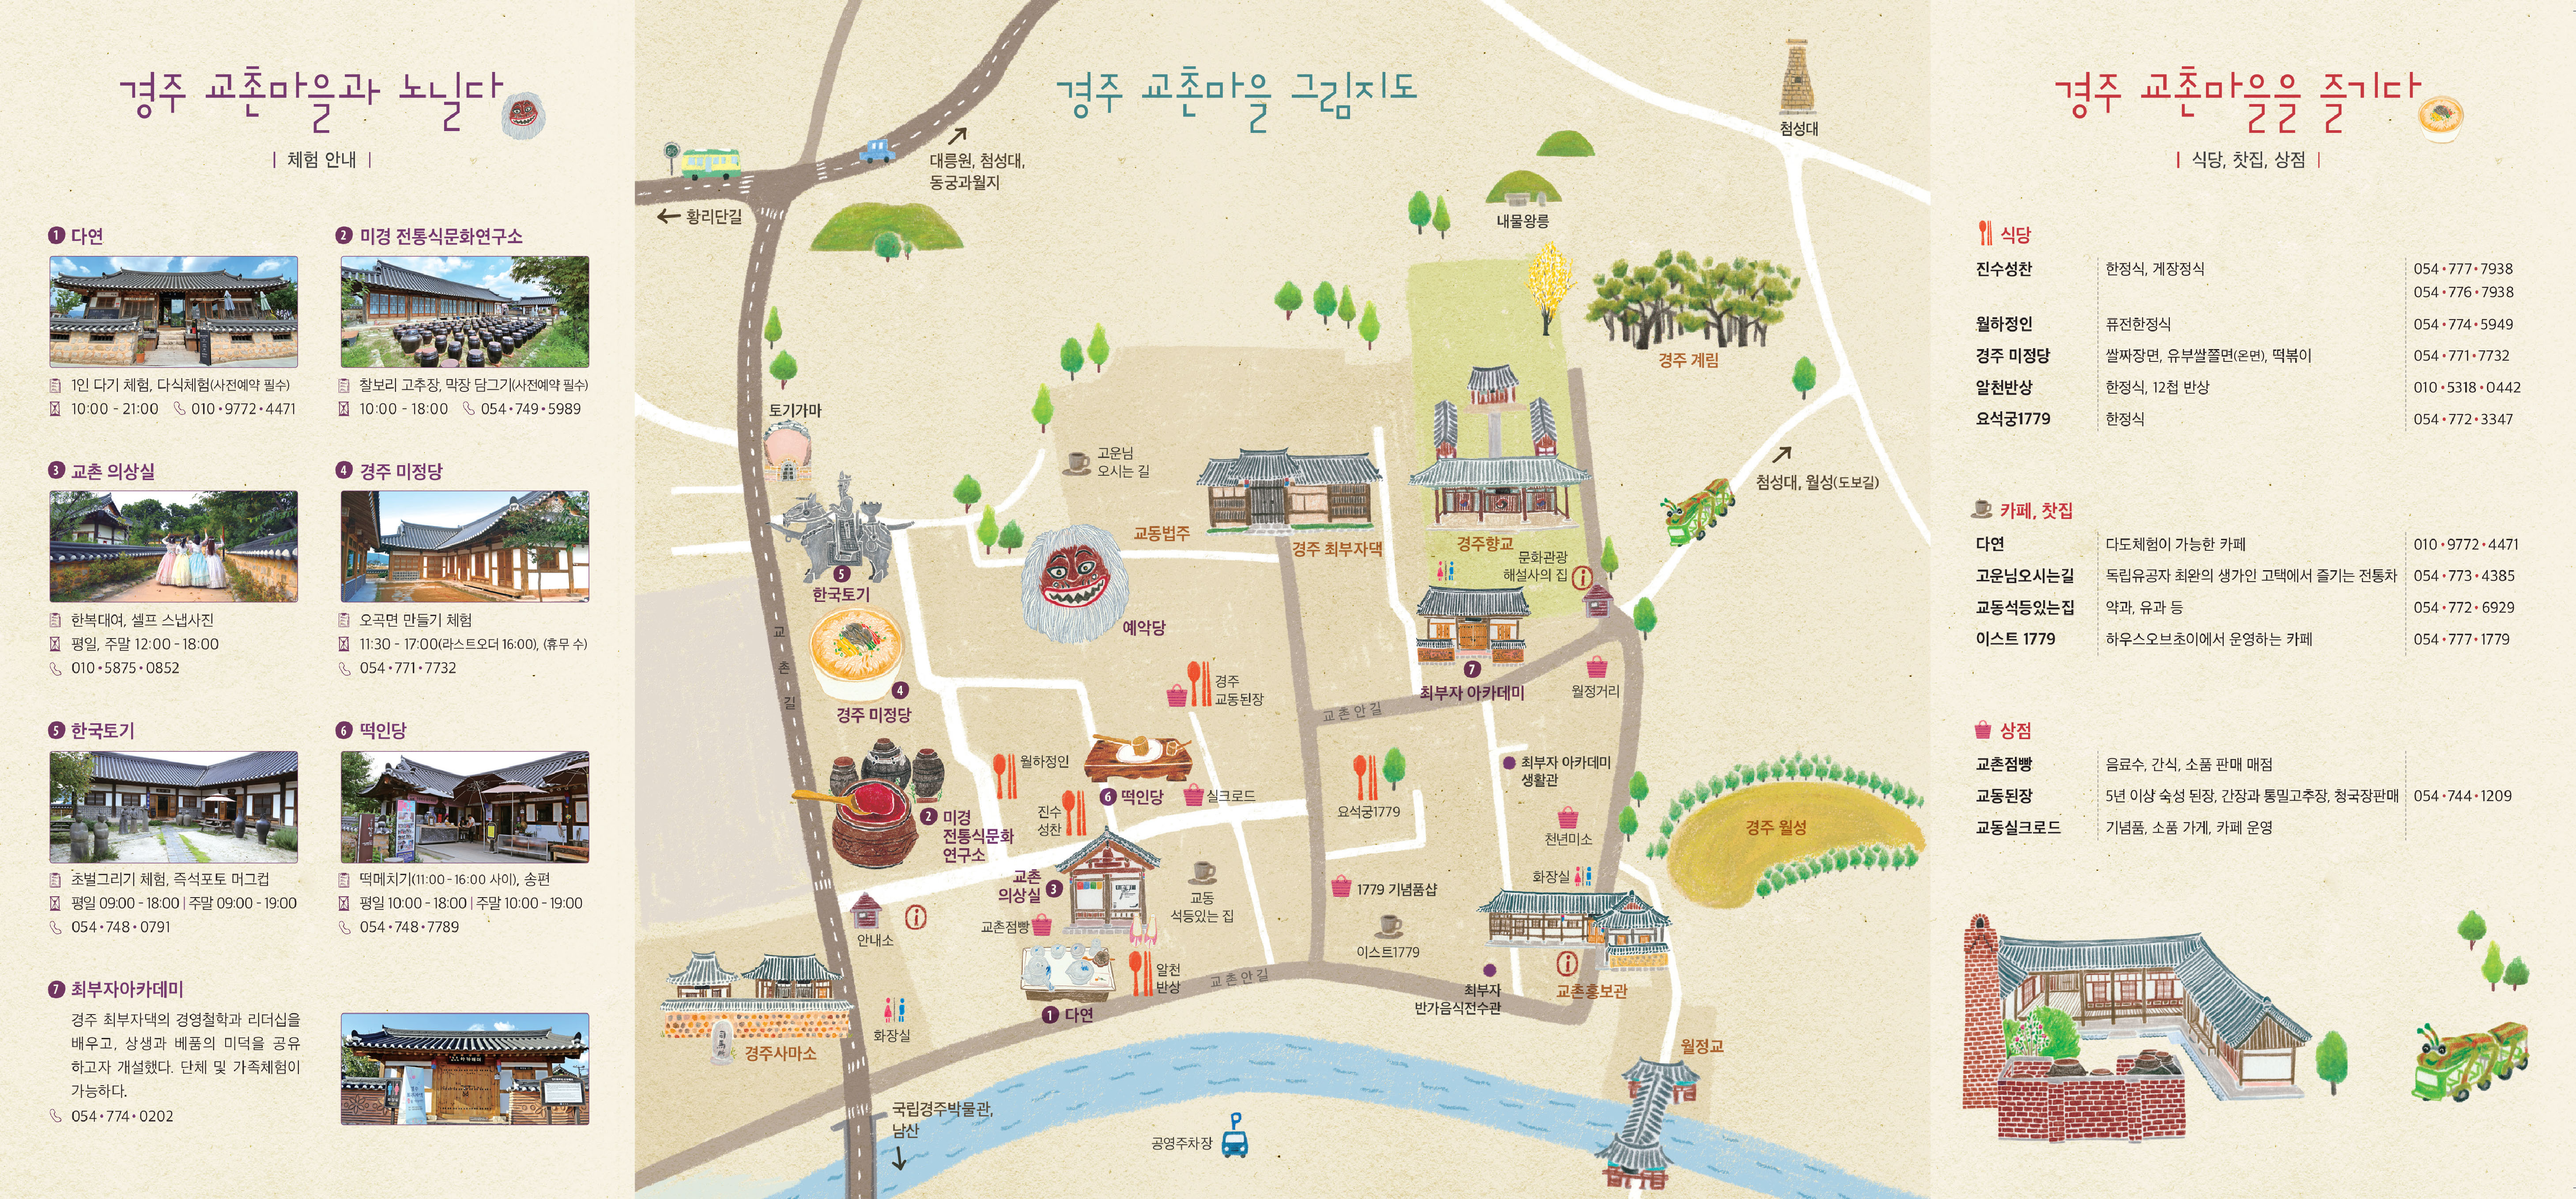 경주 교촌마을과 노닐다
| 체험 안내 |
1 다연
1인 다기 체험, 다식체험(사전예약 필수)
10:00 - 21:00 010•9772•4471
2 미경 전통식문화연구소
찰보리 고추장, 막장 담그기(사전예약 필수)
10:00 - 18:00 054•749•5989
3 교촌 의상실
한복대여, 셀프 스냅사진
평일, 주말 12:00 - 18:00
010•5875•0852
4 경주 미정당
오곡면 만들기 체험
11:30 - 17:00(라스트오더 16:00), (휴무 수)
054•771•7732
5 한국토기
초벌그리기 체험, 즉석포토 머그컵
평일 09:00 - 18:00 | 주말 09:00 - 19:00
054•748•0791
6 떡인당
떡메치기(11:00 - 16:00 사이), 송편
평일 10:00 - 18:00 | 주말 10:00 - 19:00
054•748•7789
7 최부자아카데미
경주 최부자댁의 경영철학과 리더십을
배우고, 상생과 베품의 미덕을 공유
하고자 개설했다. 단체 및 가족체험이
가능하다.
054•774•0202
경주 교촌마을 그림지도
첨성대
대릉원, 첨성대,
동궁과월지
황리단길
내물왕릉
경주 계림
토기가마
고운님
오시는 길
첨성대, 월성(도보길)
교동법주
경주 최부자댁
경주향교
문화관광
해설사의 집
5
한국토기
예악당
교촌길
4
경주 미정당
경주
교동된장
7
최부자 아카데미
월정거리
교촌안길
월하정인
6 떡인당
실크로드
진수
성찬
요석궁1779
최부자 아카데미
생활관
천년미소
경주 월성
2 미경
전통식문화
연구소
교촌
의상실 3
교동
석등있는 집
1779 기념품샵
화장실
안내소
교촌점빵
이스트1779
알천
반상
교촌안길
최부자
반가음식전수관
교촌홍보관
1 다연
화장실
경주사마소
월정교
국립경주박물관,
남산
공영주차장
P
경주 교촌마을을 즐기다
| 식당, 찻집, 상점 |
식당
진수성찬 한정식, 게장정식 054•777•7938
054•776•7938
월하정인 퓨전한정식 054•774•5949
경주 미정당 쌀짜장면, 유부쌀쫄면(온면), 떡볶이 054•771•7732
알천반상 한정식, 12첩 반상 010•5318•0442
요석궁1779 한정식 054•772•3347
카페, 찻집
다연 다도체험이 가능한 카페 010•9772•4471
고운님오시는길 독립유공자 최완의 생가인 고택에서 즐기는 전통차 054•773•4385
교동석등있는집 약과, 유과 등 054•772•6929
이스트 1779 하우스오브초이에서 운영하는 카페 054•777•1779
상점
교촌점빵 음료수, 간식, 소품 판매 매점
교동된장 5년 이상 숙성 된장, 간장과 통밀고추장, 청국장판매 054•744•1209
교동실크로드 기념품, 소품 가게, 카페 운영